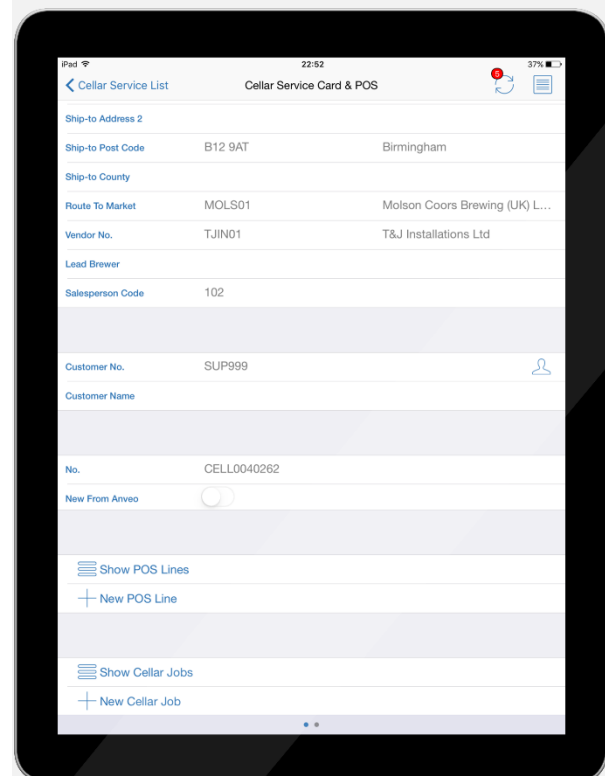 iPad 22:52 37%
Cellar Service List Cellar Service Card & POS 5
Ship-to Address 2
Ship-to Post Code B12 9AT Birmingham
Ship-to County
Route To Market MOLS01 Molson Coors Brewing (UK) L...
Vendor No. TJIN01 T&J Installations Ltd
Lead Brewer
Salesperson Code 102
Customer No. SUP999
Customer Name
No. CELL0040262
New From Anveo
Show POS Lines
New POS Line
Show Cellar Jobs
New Cellar Job